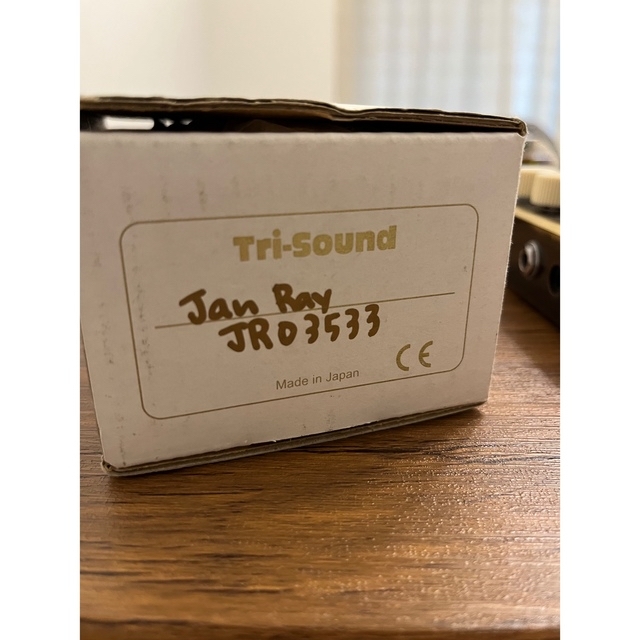 Tri-Sound
Jan Ray
JR03533
CE
Made in Japan